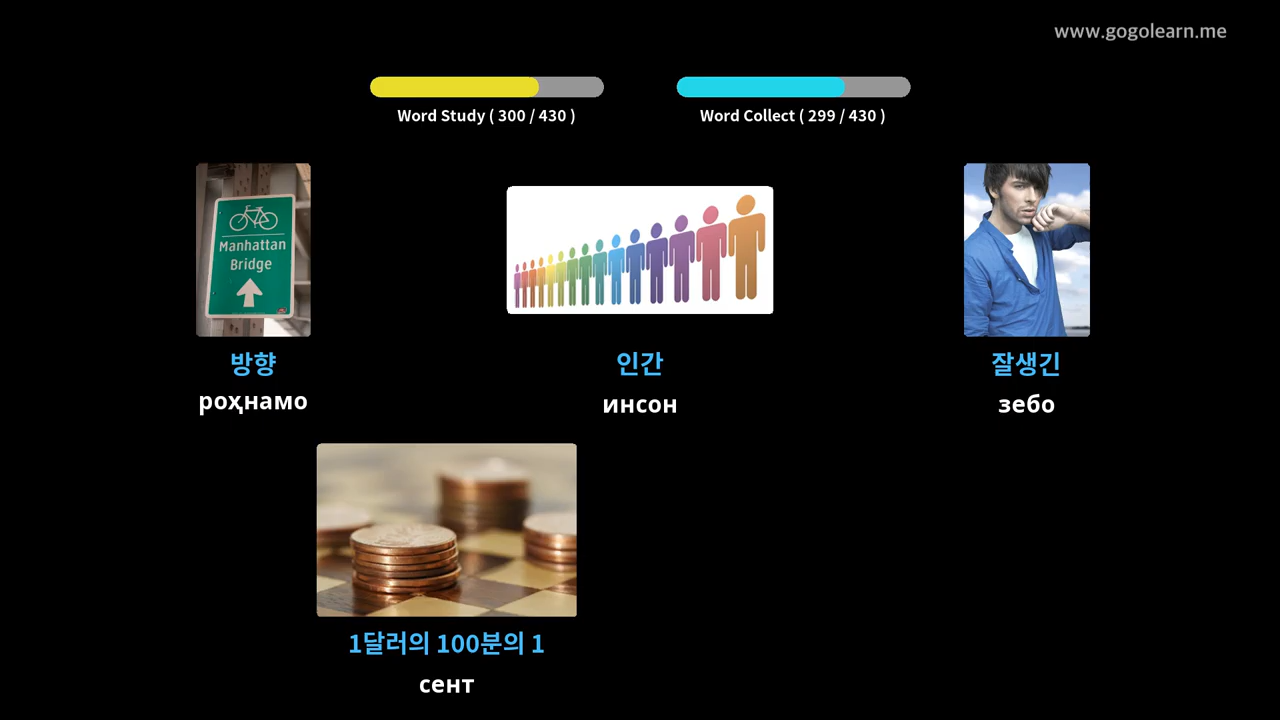 www.gogolearn.me
Word Study ( 300 / 430 )
Word Collect ( 299 / 430 )
Manhattan
Bridge
방향
인간
잘생긴
роҳнамо
инсон
зебо
1달러의 100분의 1
сент